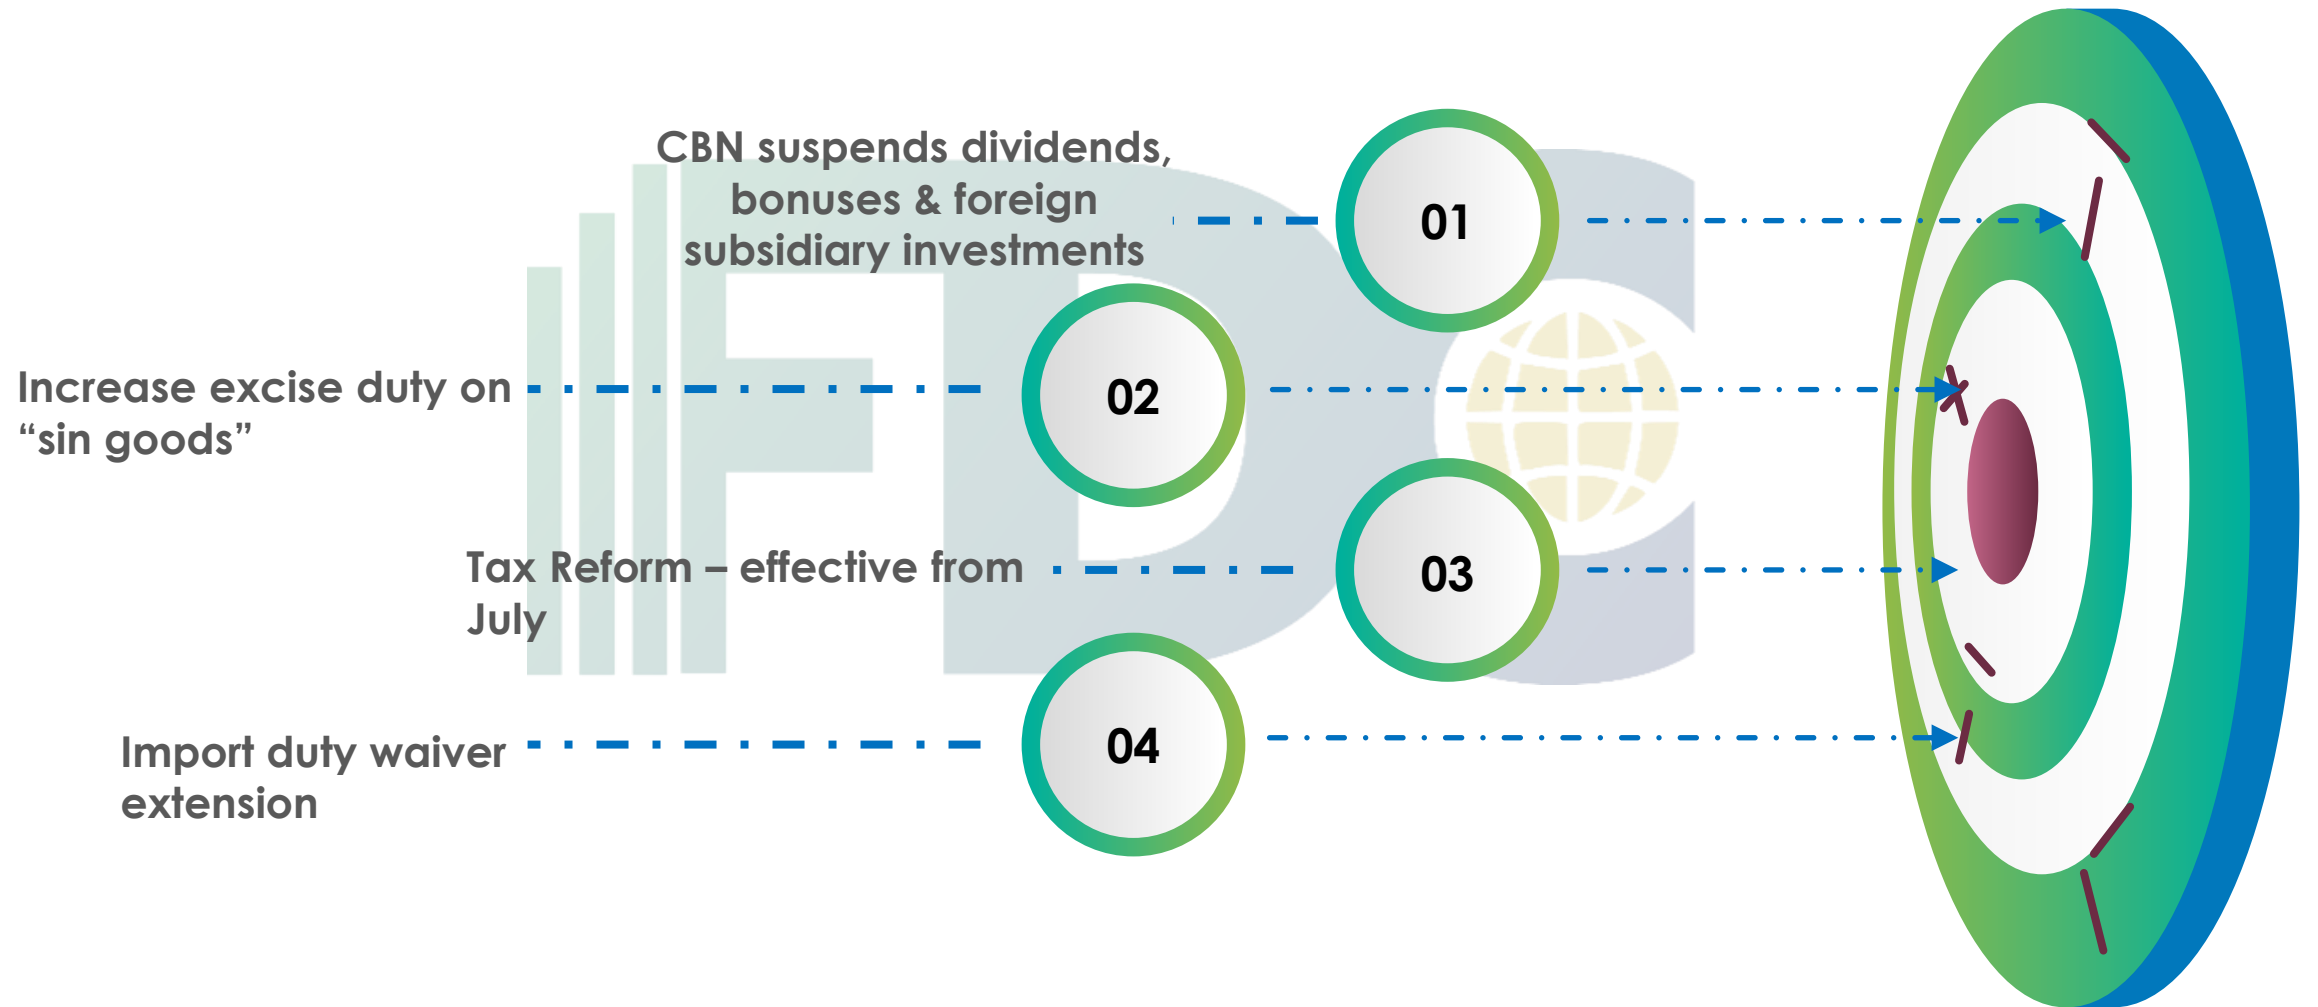 CBN suspends dividends,
bonuses & foreign
subsidiary investments
01
Increase excise duty on
“sin goods”
02
Tax Reform – effective from
July
03
Import duty waiver
extension
04
FDC